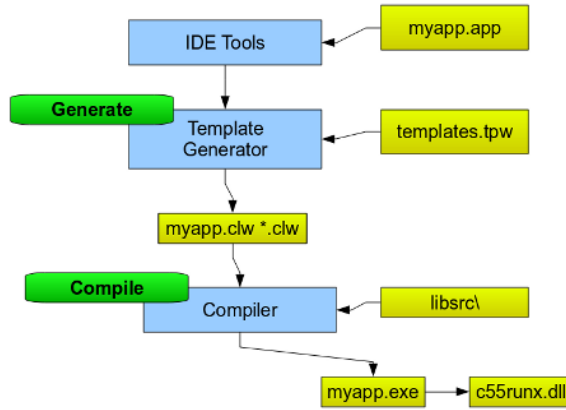 IDE Tools
myapp.app
Generate
Template
Generator
templates.tpw
myapp.clw *.clw
Compile
Compiler
libsrc\
myapp.exe
c55runx.dll